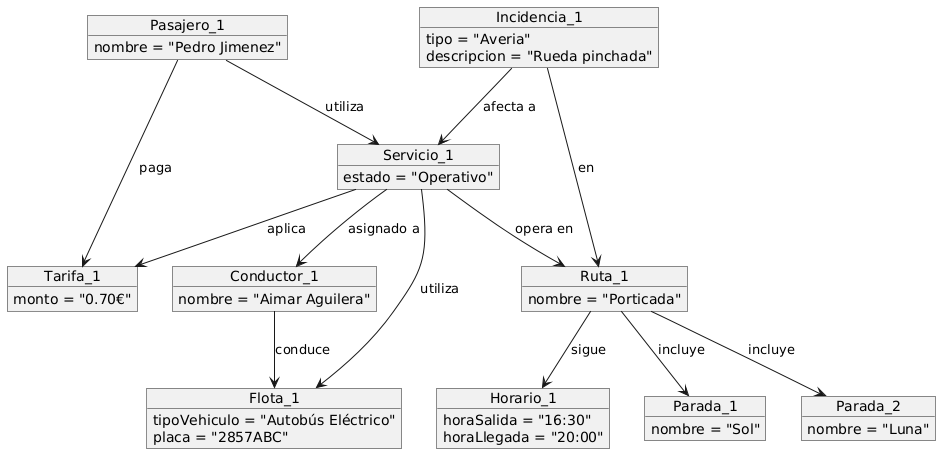 Pasajero_1
nombre = "Pedro Jimenez"
Incidencia_1
tipo = "Averia"
descripcion = "Rueda pinchada"
utiliza
afecta a
paga
en
Servicio_1
estado = "Operativo"
aplica
asignado a
opera en
utiliza
Tarifa_1
monto = "0.70€"
Conductor_1
nombre = "Aimar Aguilera"
Ruta_1
nombre = "Porticada"
conduce
sigue
incluye
incluye
Flota_1
tipoVehiculo = "Autobús Eléctrico"
placa = "2857ABC"
Horario_1
horaSalida = "16:30"
horaLlegada = "20:00"
Parada_1
nombre = "Sol"
Parada_2
nombre = "Luna"